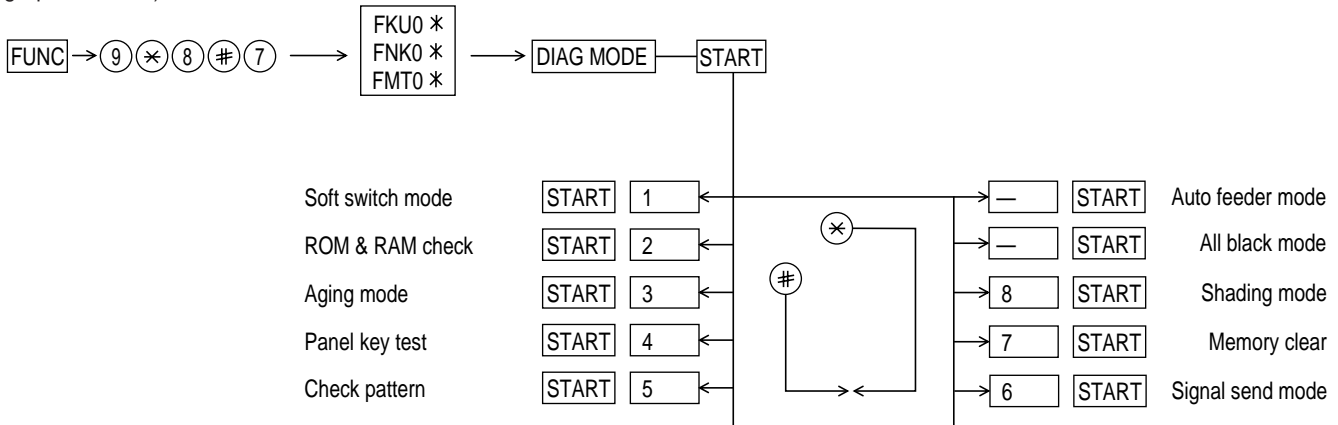 FUNC → 9 * 8 # 7 → FKU0 * → DIAG MODE START
FNK0 *
FMT0 *
Soft switch mode START 1
ROM & RAM check START 2
Aging mode START 3
Panel key test START 4
Check pattern START 5
*
#
— START Auto feeder mode
— START All black mode
8 START Shading mode
7 START Memory clear
6 START Signal send mode